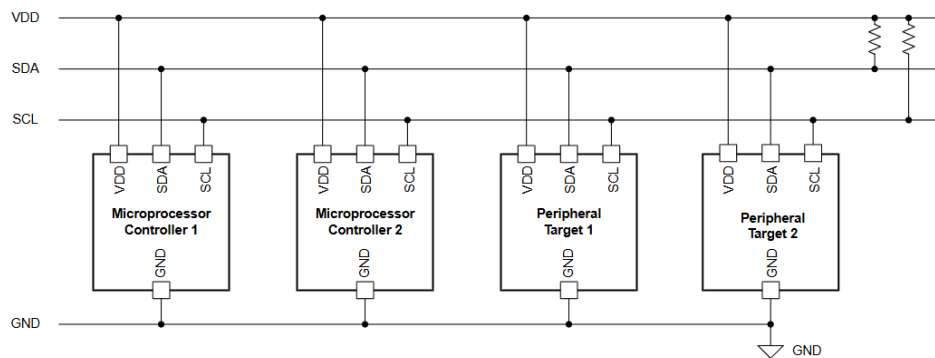 VDD
SDA
SCL
VDD
SDA
SCL
Microprocessor
Controller 1
GND
VDD
SDA
SCL
Microprocessor
Controller 2
GND
VDD
SDA
SCL
Peripheral
Target 1
GND
VDD
SDA
SCL
Peripheral
Target 2
GND
GND
GND